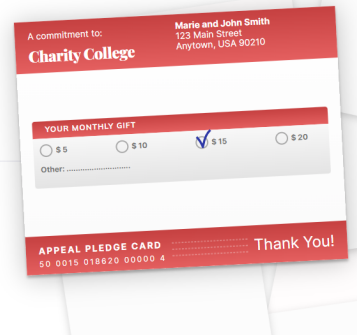 A commitment to:
Charity College
Marie and John Smith
123 Main Street
Anytown, USA 90210
YOUR MONTHLY GIFT
$ 5
$ 10
$ 15
$ 20
Other: ............................
APPEAL PLEDGE CARD
50 0015 018620 00000 4
Thank You!